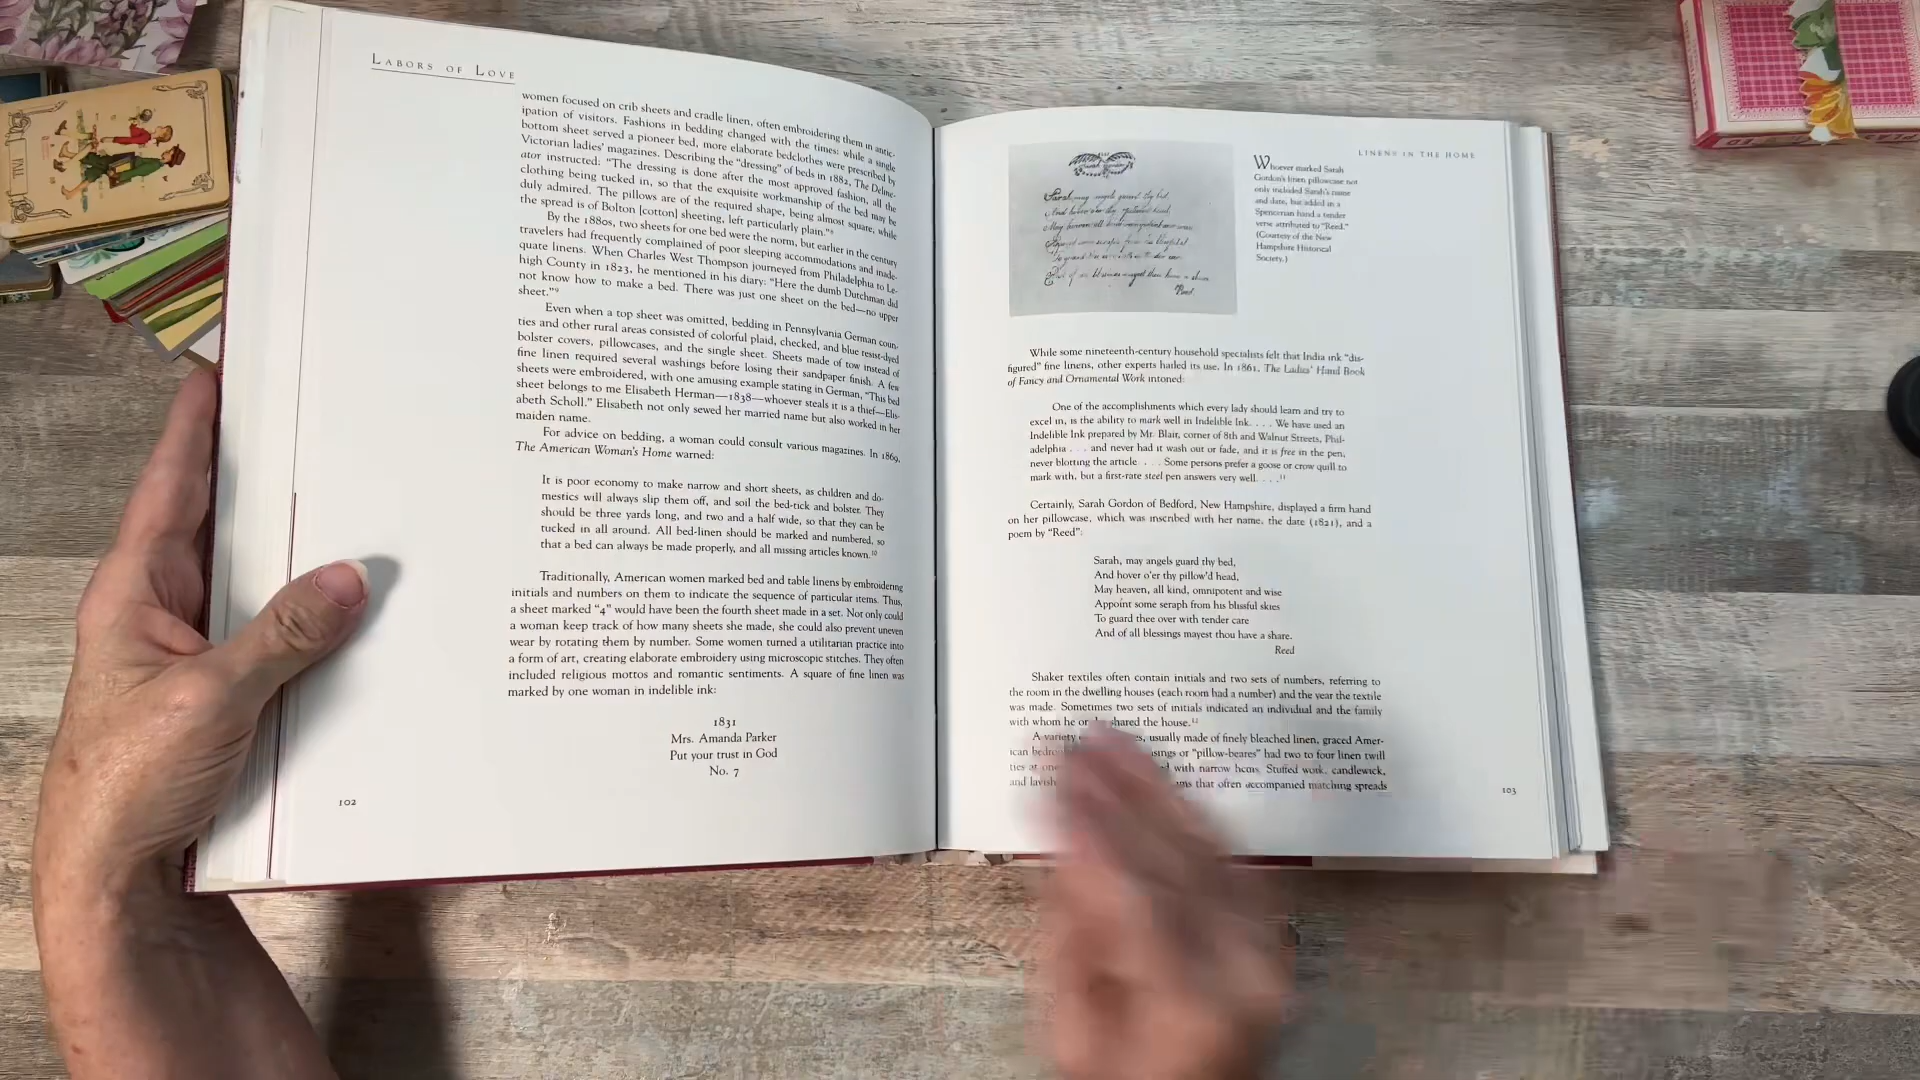 FALL
LABORS OF LOVE
women focused on crib sheets and cradle linen, often embroidering them in antic-
ipation of visitors. Fashions in bedding changed with the times: while a single
bottom sheet served a pioneer bed, more elaborate bedclothes were prescribed by
Victorian ladies' magazines. Describing the "dressing" of beds in 1882, The Deline-
ator instructed: "The dressing is done after the most approved fashion, all the
clothing being tucked in, so that the exquisite workmanship of the bed may be
duly admired. The pillows are of the required shape, being almost square, while
the spread is of Bolton [cotton] sheeting, left particularly plain."⁸
By the 1880s, two sheets for one bed were the norm, but earlier in the century
travelers had frequently complained of poor sleeping accommodations and inade-
quate linens. When Charles West Thompson journeyed from Philadelphia to Le-
high County in 1823, he mentioned in his diary: "Here the dumb Dutchman did
not know how to make a bed. There was just one sheet on the bed—no upper
sheet."⁹
Even when a top sheet was omitted, bedding in Pennsylvania German coun-
ties and other rural areas consisted of colorful plaid, checked, and blue resist-dyed
bolster covers, pillowcases, and the single sheet. Sheets made of tow instead of
fine linen required several washings before losing their sandpaper finish. A few
sheets were embroidered, with one amusing example stating in German, "This bed
sheet belongs to me Elisabeth Herman—1838—whoever steals it is a thief—Elis-
abeth Scholl." Elisabeth not only sewed her married name but also worked in her
maiden name.
For advice on bedding, a woman could consult various magazines. In 1869,
The American Woman's Home warned:
It is poor economy to make narrow and short sheets, as children and do-
mestics will always slip them off, and soil the bed-tick and bolster. They
should be three yards long, and two and a half wide, so that they can be
tucked in all around. All bed-linen should be marked and numbered, so
that a bed can always be made properly, and all missing articles known.¹⁰
Traditionally, American women marked bed and table linens by embroidering
initials and numbers on them to indicate the sequence of particular items. Thus,
a sheet marked "4" would have been the fourth sheet made in a set. Not only could
a woman keep track of how many sheets she made, she could also prevent uneven
wear by rotating them by number. Some women turned a utilitarian practice into
a form of art, creating elaborate embroidery using microscopic stitches. They often
included religious mottos and romantic sentiments. A square of fine linen was
marked by one woman in indelible ink:
1831
Mrs. Amanda Parker
Put your trust in God
No. 7
102
LINENS IN THE HOME
Sarah, may angels guard thy bed,
And hover o'er thy pillow'd head,
Reed
Whoever marked Sarah
Gordon's linen pillowcase not
only included Sarah's name
and date, but added in a
Spencerian hand a tender
verse attributed to "Reed."
(Courtesy of the New
Hampshire Historical
Society.)
While some nineteenth-century household specialists felt that India ink "dis-
figured" fine linens, other experts hailed its use. In 1861, The Ladies' Hand Book
of Fancy and Ornamental Work intoned:
One of the accomplishments which every lady should learn and try to
excel in, is the ability to mark well in Indelible Ink. . . . We have used an
Indelible Ink prepared by Mr. Blair, corner of 8th and Walnut Streets, Phil-
adelphia . . . and never had it wash out or fade, and it is free in the pen,
never blotting the article . . . . Some persons prefer a goose or crow quill to
mark with, but a first-rate steel pen answers very well. . . .¹¹
Certainly, Sarah Gordon of Bedford, New Hampshire, displayed a firm hand
on her pillowcase, which was inscribed with her name, the date (1821), and a
poem by "Reed":
Sarah, may angels guard thy bed,
And hover o'er thy pillow'd head,
May heaven, all kind, omnipotent and wise
Appoint some seraph from his blissful skies
To guard thee over with tender care
And of all blessings mayest thou have a share.
Reed
Shaker textiles often contain initials and two sets of numbers, referring to
the room in the dwelling houses (each room had a number) and the year the textile
was made. Sometimes two sets of initials indicated an individual and the family
with whom he or shared the house.¹²
A variety usually made of finely bleached linen, graced Amer-
ican or "pillow-beares" had two to four linen twill
ties at with narrow hems. Stuffed work, candlewick,
and that often accompanied matching spreads
103